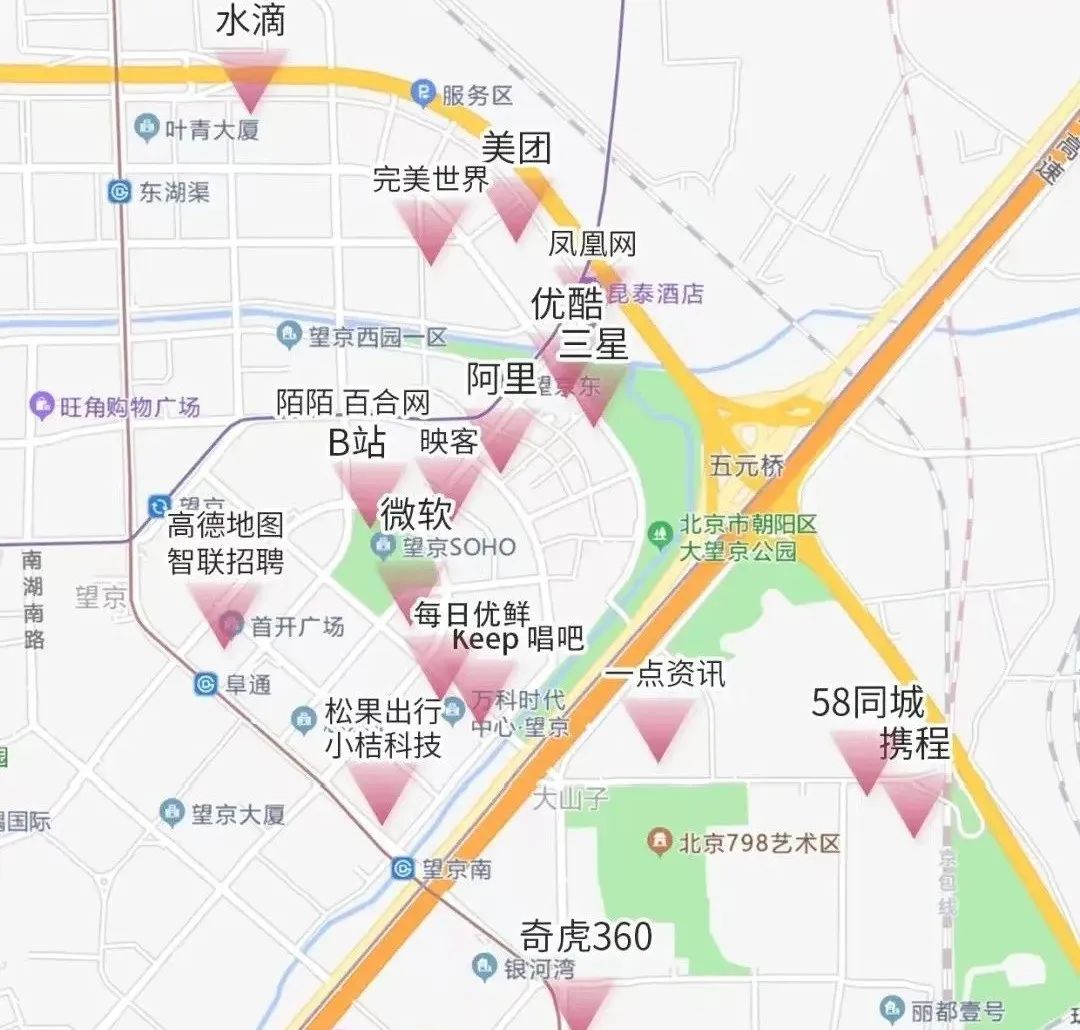 水滴
服务区
叶青大厦
美团
完美世界
东湖渠
凤凰网
昆泰酒店
优酷
三星
望京西园一区
阿里
望京东
陌陌 百合网
旺角购物广场
B站
映客
五元桥
高速
望京
微软
高德地图
智联招聘
望京SOHO
北京市朝阳区
大望京公园
南湖南路
望京
首开广场
每日优鲜
Keep 唱吧
一点资讯
阜通
松果出行
小桔科技
万科时代
中心·望京
58同城
携程
大山子
望京大厦
国际
北京798艺术区
望京南
京包线
奇虎360
银河湾
丽都壹号